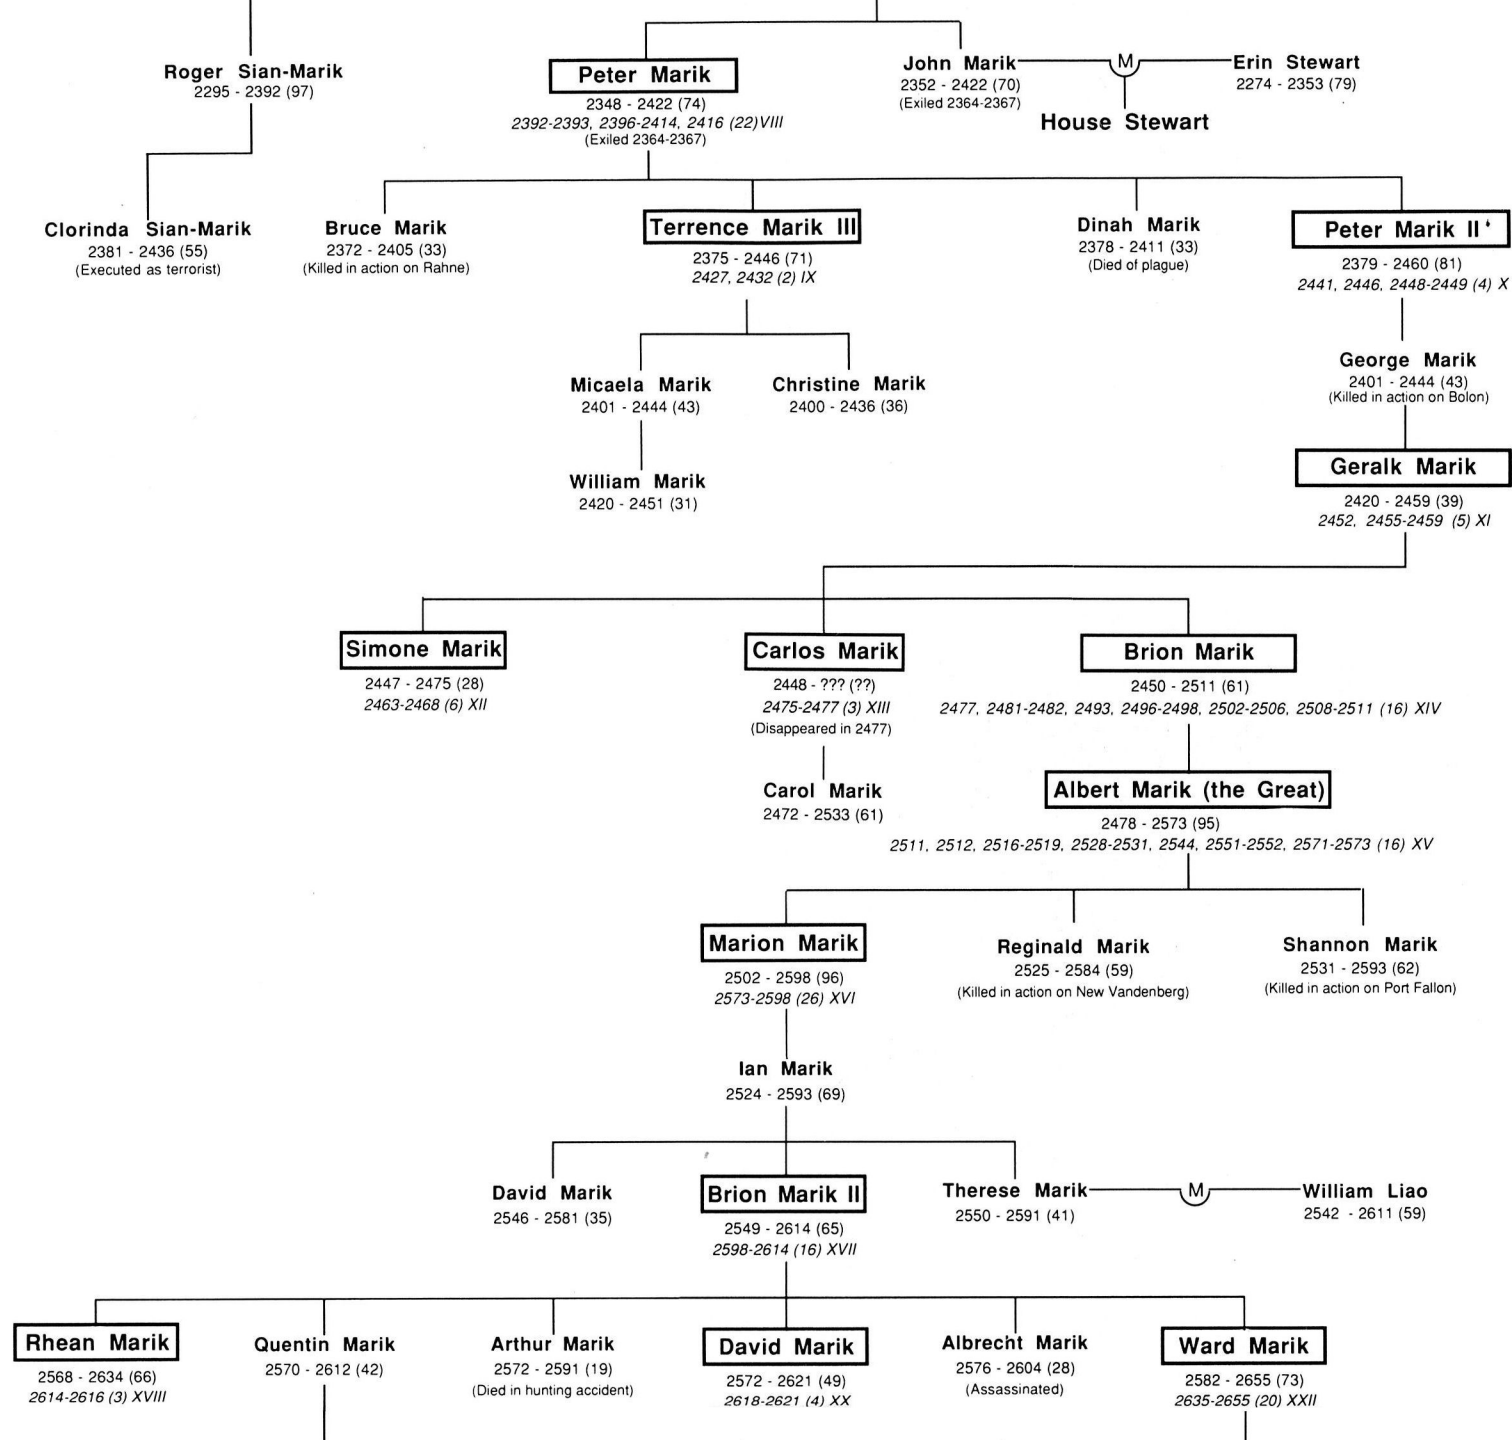 Roger Sian-Marik
2295 - 2392 (97)
Peter Marik
2348 - 2422 (74)
2392-2393, 2396-2414, 2416 (22)VIII
(Exiled 2364-2367)
John Marik
2352 - 2422 (70)
(Exiled 2364-2367)
M
Erin Stewart
2274 - 2353 (79)
House Stewart
Clorinda Sian-Marik
2381 - 2436 (55)
(Executed as terrorist)
Bruce Marik
2372 - 2405 (33)
(Killed in action on Rahne)
Terrence Marik III
2375 - 2446 (71)
2427, 2432 (2) IX
Dinah Marik
2378 - 2411 (33)
(Died of plague)
Peter Marik II
2379 - 2460 (81)
2441, 2446, 2448-2449 (4) X
Micaela Marik
2401 - 2444 (43)
Christine Marik
2400 - 2436 (36)
George Marik
2401 - 2444 (43)
(Killed in action on Bolon)
William Marik
2420 - 2451 (31)
Geralk Marik
2420 - 2459 (39)
2452, 2455-2459 (5) XI
Simone Marik
2447 - 2475 (28)
2463-2468 (6) XII
Carlos Marik
2448 - ??? (??)
2475-2477 (3) XIII
(Disappeared in 2477)
Brion Marik
2450 - 2511 (61)
2477, 2481-2482, 2493, 2496-2498, 2502-2506, 2508-2511 (16) XIV
Carol Marik
2472 - 2533 (61)
Albert Marik (the Great)
2478 - 2573 (95)
2511, 2512, 2516-2519, 2528-2531, 2544, 2551-2552, 2571-2573 (16) XV
Marion Marik
2502 - 2598 (96)
2573-2598 (26) XVI
Reginald Marik
2525 - 2584 (59)
(Killed in action on New Vandenberg)
Shannon Marik
2531 - 2593 (62)
(Killed in action on Port Fallon)
Ian Marik
2524 - 2593 (69)
David Marik
2546 - 2581 (35)
Brion Marik II
2549 - 2614 (65)
2598-2614 (16) XVII
Therese Marik
2550 - 2591 (41)
M
William Liao
2542 - 2611 (59)
Rhean Marik
2568 - 2634 (66)
2614-2616 (3) XVIII
Quentin Marik
2570 - 2612 (42)
Arthur Marik
2572 - 2591 (19)
(Died in hunting accident)
David Marik
2572 - 2621 (49)
2618-2621 (4) XX
Albrecht Marik
2576 - 2604 (28)
(Assassinated)
Ward Marik
2582 - 2655 (73)
2635-2655 (20) XXII